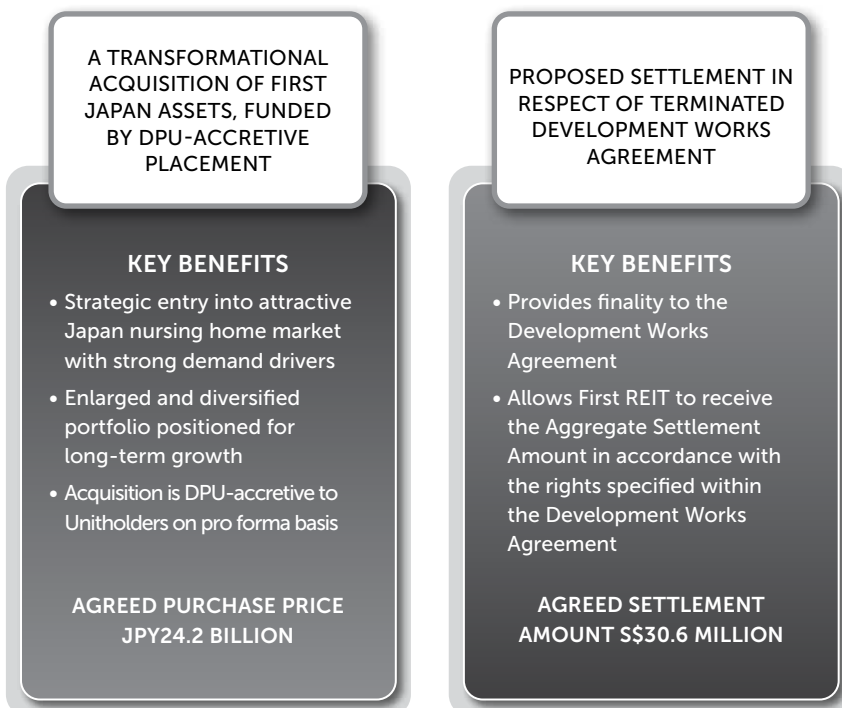 A TRANSFORMATIONAL
ACQUISITION OF FIRST
JAPAN ASSETS, FUNDED
BY DPU-ACCRETIVE
PLACEMENT
KEY BENEFITS
• Strategic entry into attractive
Japan nursing home market
with strong demand drivers
• Enlarged and diversified
portfolio positioned for
long-term growth
• Acquisition is DPU-accretive to
Unitholders on pro forma basis
AGREED PURCHASE PRICE
JPY24.2 BILLION
PROPOSED SETTLEMENT IN
RESPECT OF TERMINATED
DEVELOPMENT WORKS
AGREEMENT
KEY BENEFITS
• Provides finality to the
Development Works
Agreement
• Allows First REIT to receive
the Aggregate Settlement
Amount in accordance with
the rights specified within
the Development Works
Agreement
AGREED SETTLEMENT
AMOUNT S$30.6 MILLION